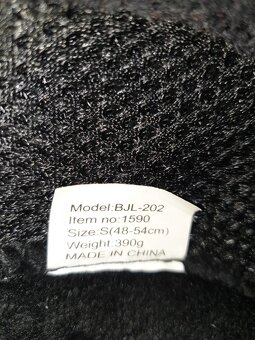 Model:BJL-202
Item no:1590
Size:S(48-54cm)
Weight:390g
MADE IN CHINA